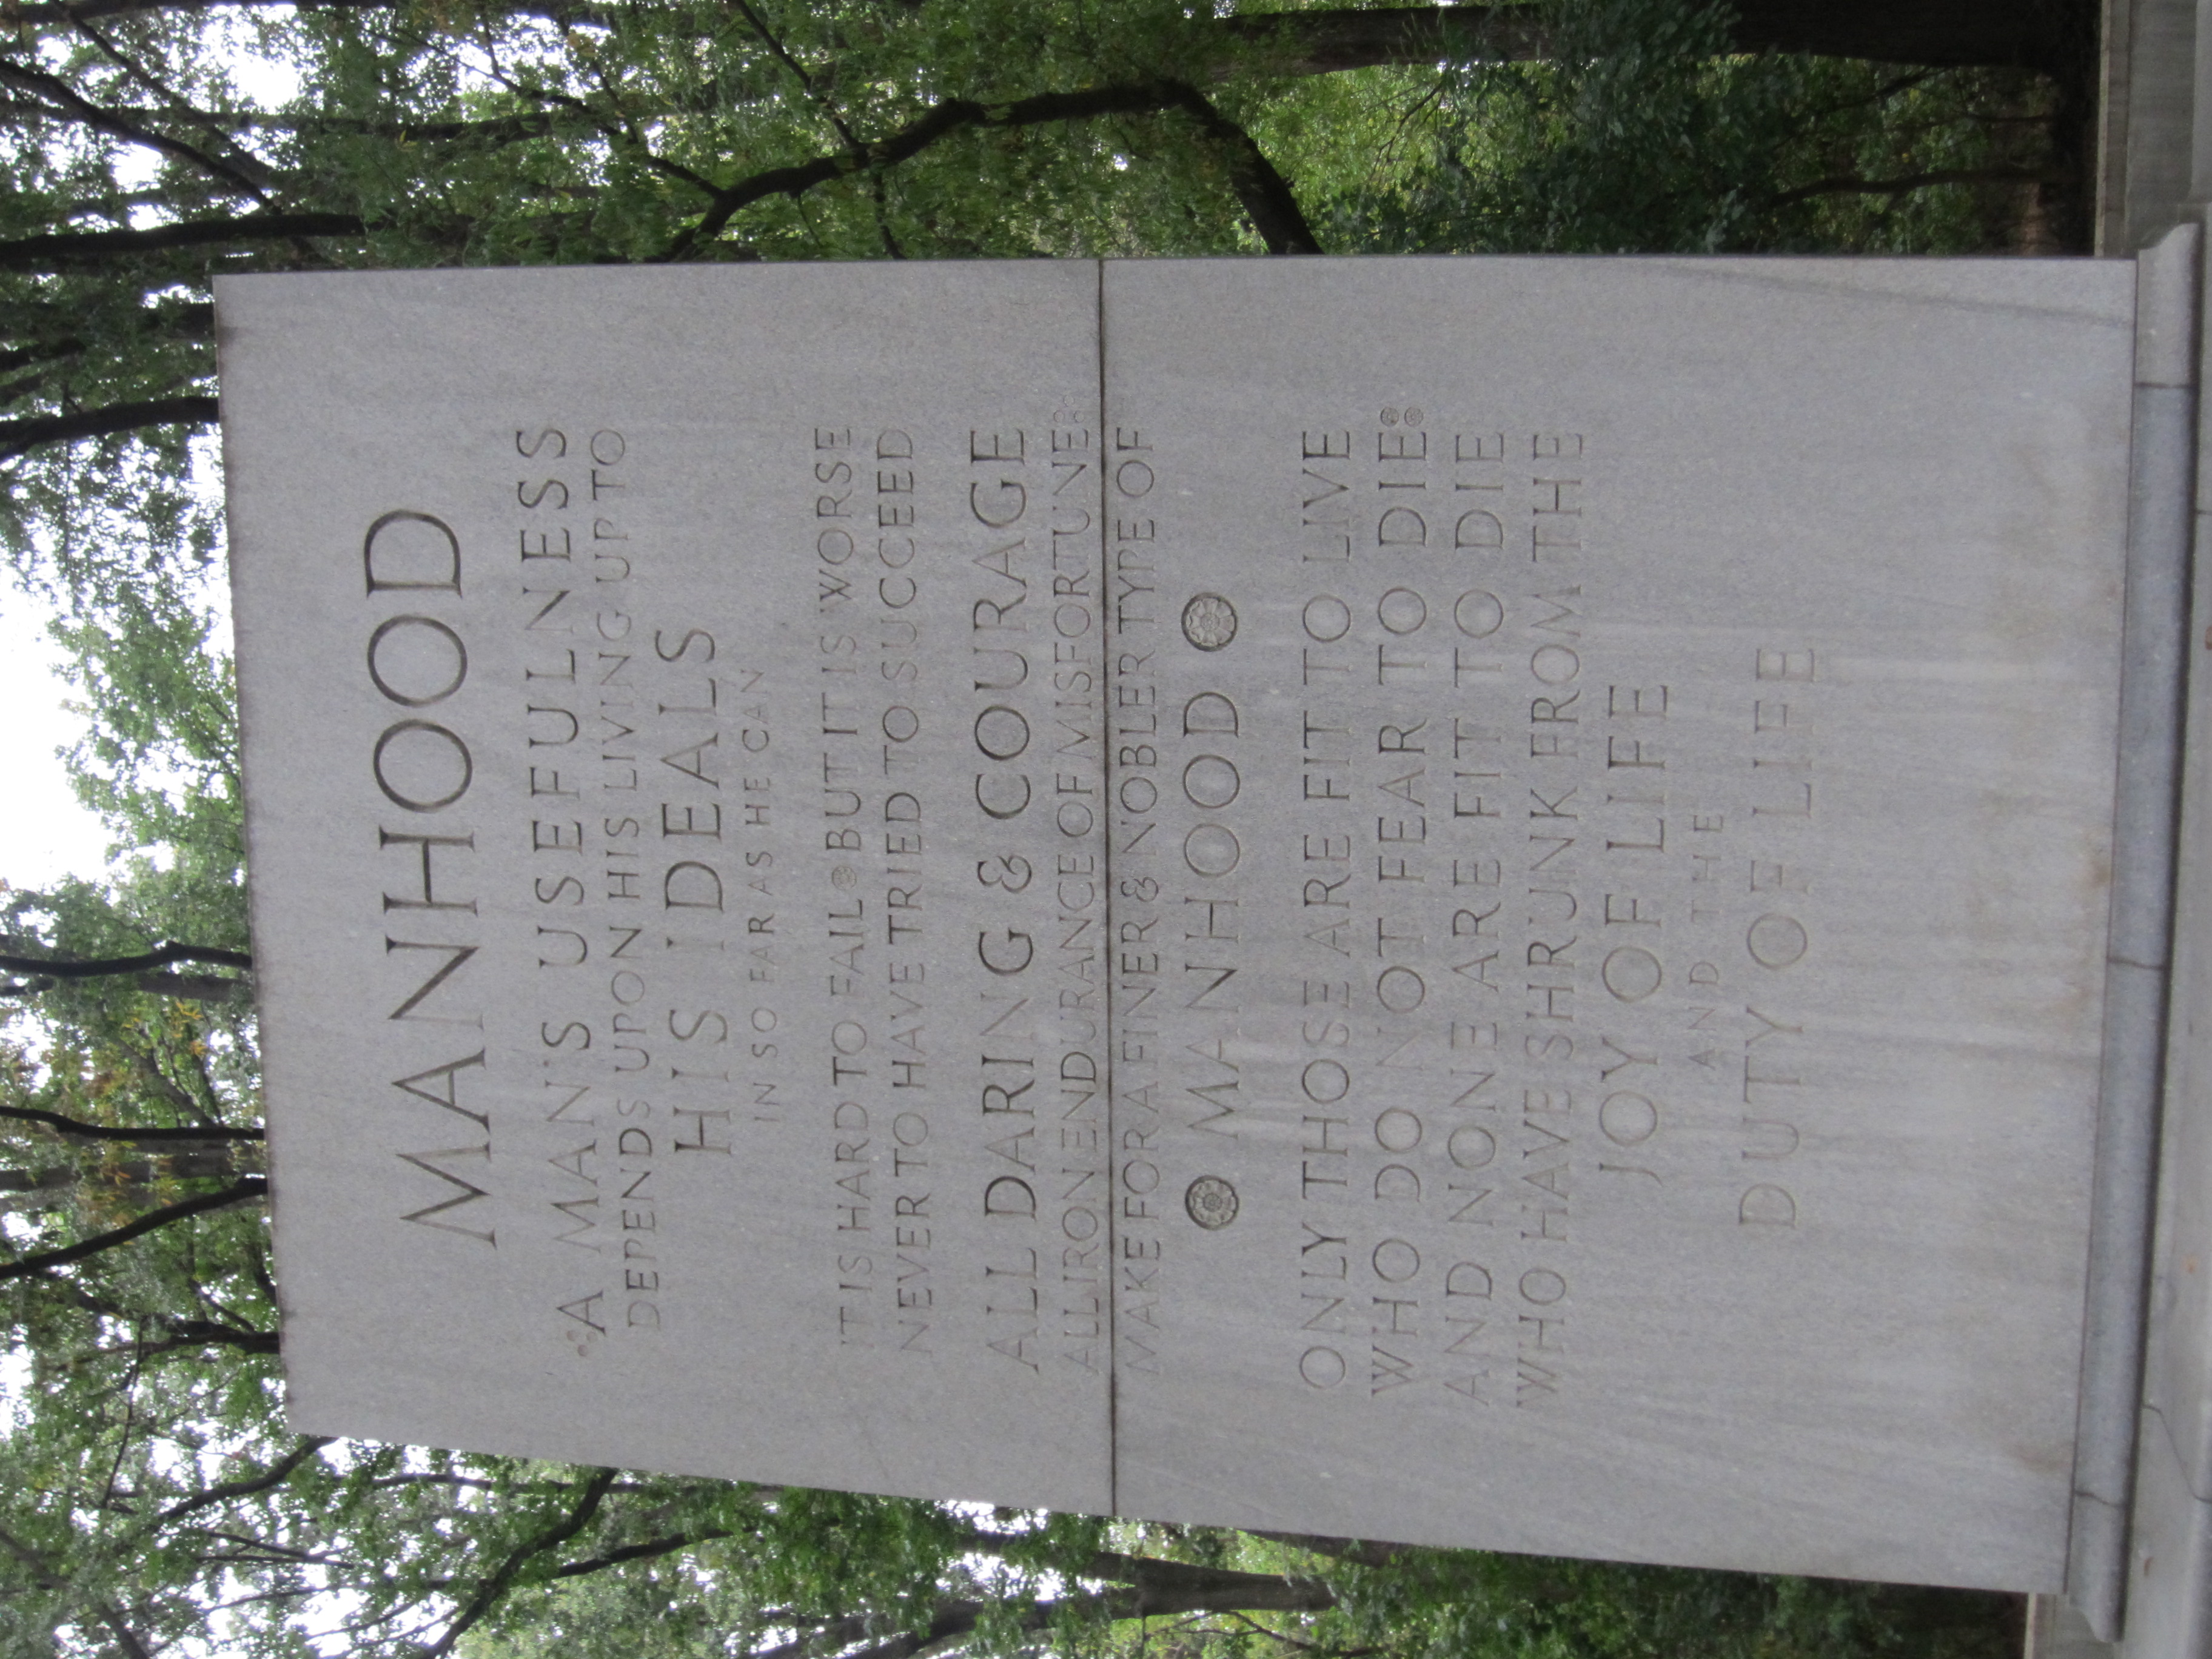 MANHOOD
A MAN'S USEFULNESS
DEPENDS UPON HIS LIVING UP TO
HIS IDEALS
IN SO FAR AS HE CAN
IT IS HARD TO FAIL BUT IT IS WORSE
NEVER TO HAVE TRIED TO SUCCEED
ALL DARING & COURAGE
ALL IRON ENDURANCE OF MISFORTUNE
MAKE FOR A FINER & NOBLER TYPE OF
MANHOOD
ONLY THOSE ARE FIT TO LIVE
WHO DO NOT FEAR TO DIE
AND NONE ARE FIT TO DIE
WHO HAVE SHRUNK FROM THE
JOY OF LIFE
AND THE
DUTY OF LIFE